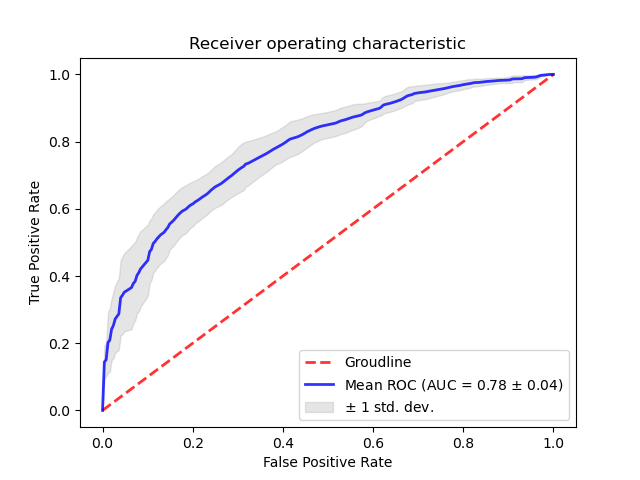 Receiver operating characteristic
True Positive Rate
1.0
0.8
0.6
0.4
0.2
0.0
Groudline
Mean ROC (AUC = 0.78 ± 0.04)
± 1 std. dev.
0.0 0.2 0.4 0.6 0.8 1.0
False Positive Rate